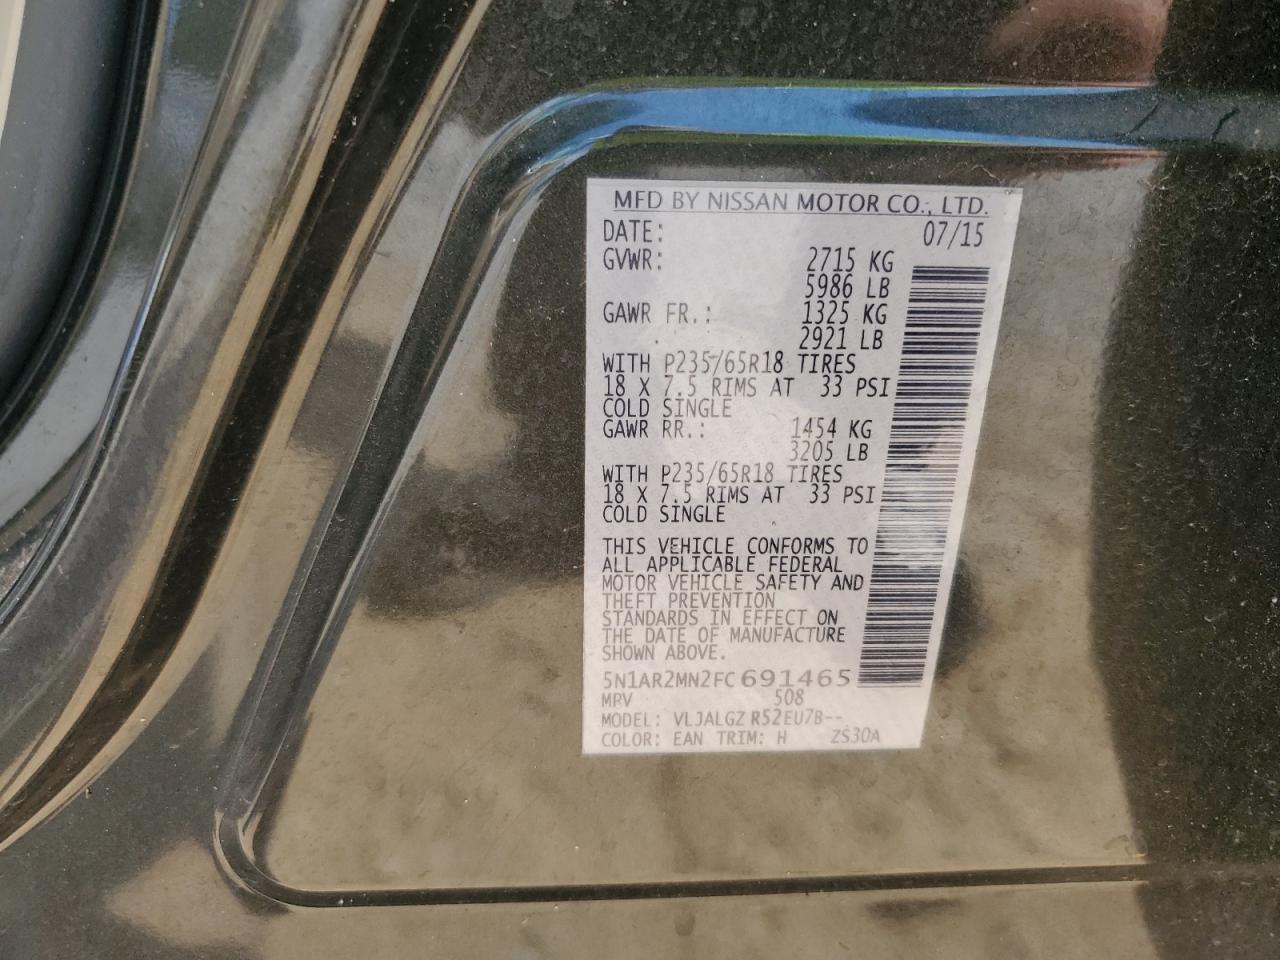 MFD BY NISSAN MOTOR CO., LTD.
DATE: 07/15
GVWR: 2715 KG
5986 LB
GAWR FR.: 1325 KG
2921 LB
WITH P235/65R18 TIRES
18 X 7.5 RIMS AT 33 PSI
COLD SINGLE
GAWR RR.: 1454 KG
3205 LB
WITH P235/65R18 TIRES
18 X 7.5 RIMS AT 33 PSI
COLD SINGLE
THIS VEHICLE CONFORMS TO
ALL APPLICABLE FEDERAL
MOTOR VEHICLE SAFETY AND
THEFT PREVENTION
STANDARDS IN EFFECT ON
THE DATE OF MANUFACTURE
SHOWN ABOVE.
5N1AR2MN2FC691465
MPV 508
MODEL: VLJALGZ R52EU7B--
COLOR: EAN TRIM: H ZS30A